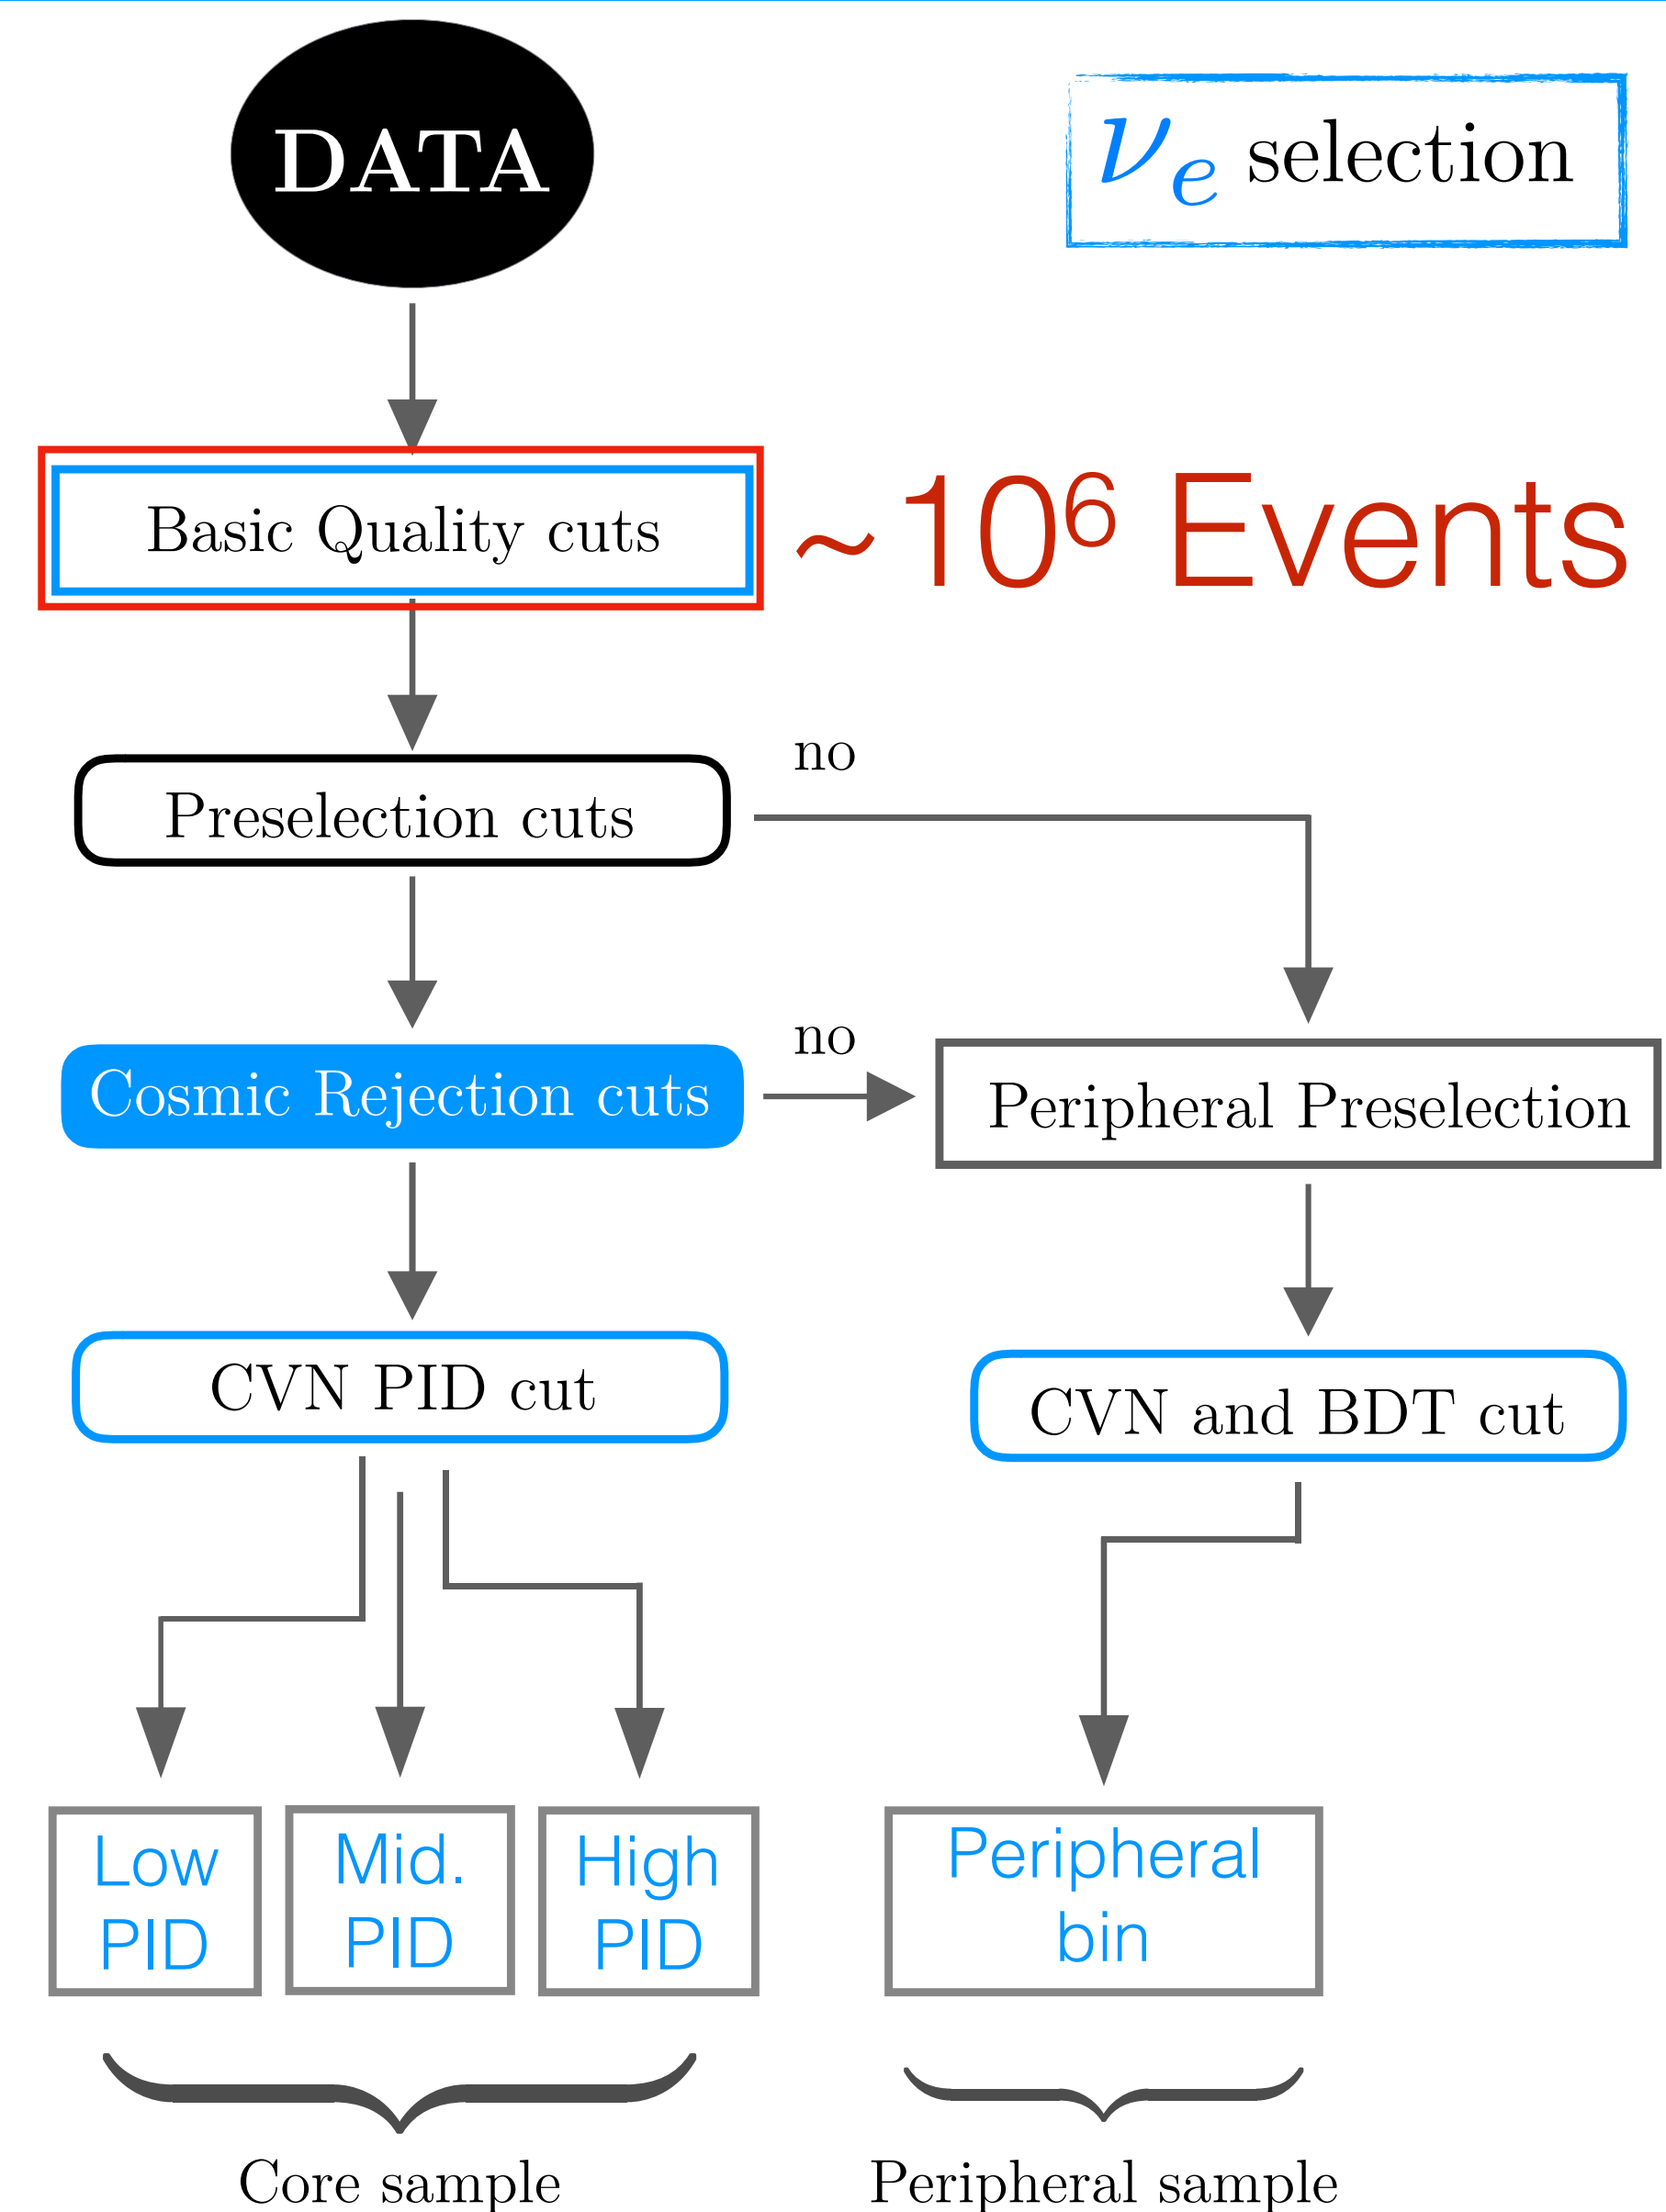 DATA
νe selection
Basic Quality cuts
~10⁶ Events
Preselection cuts
no
Cosmic Rejection cuts
no
Peripheral Preselection
CVN PID cut
CVN and BDT cut
Low
PID
Mid.
PID
High
PID
Peripheral
bin
Core sample
Peripheral sample